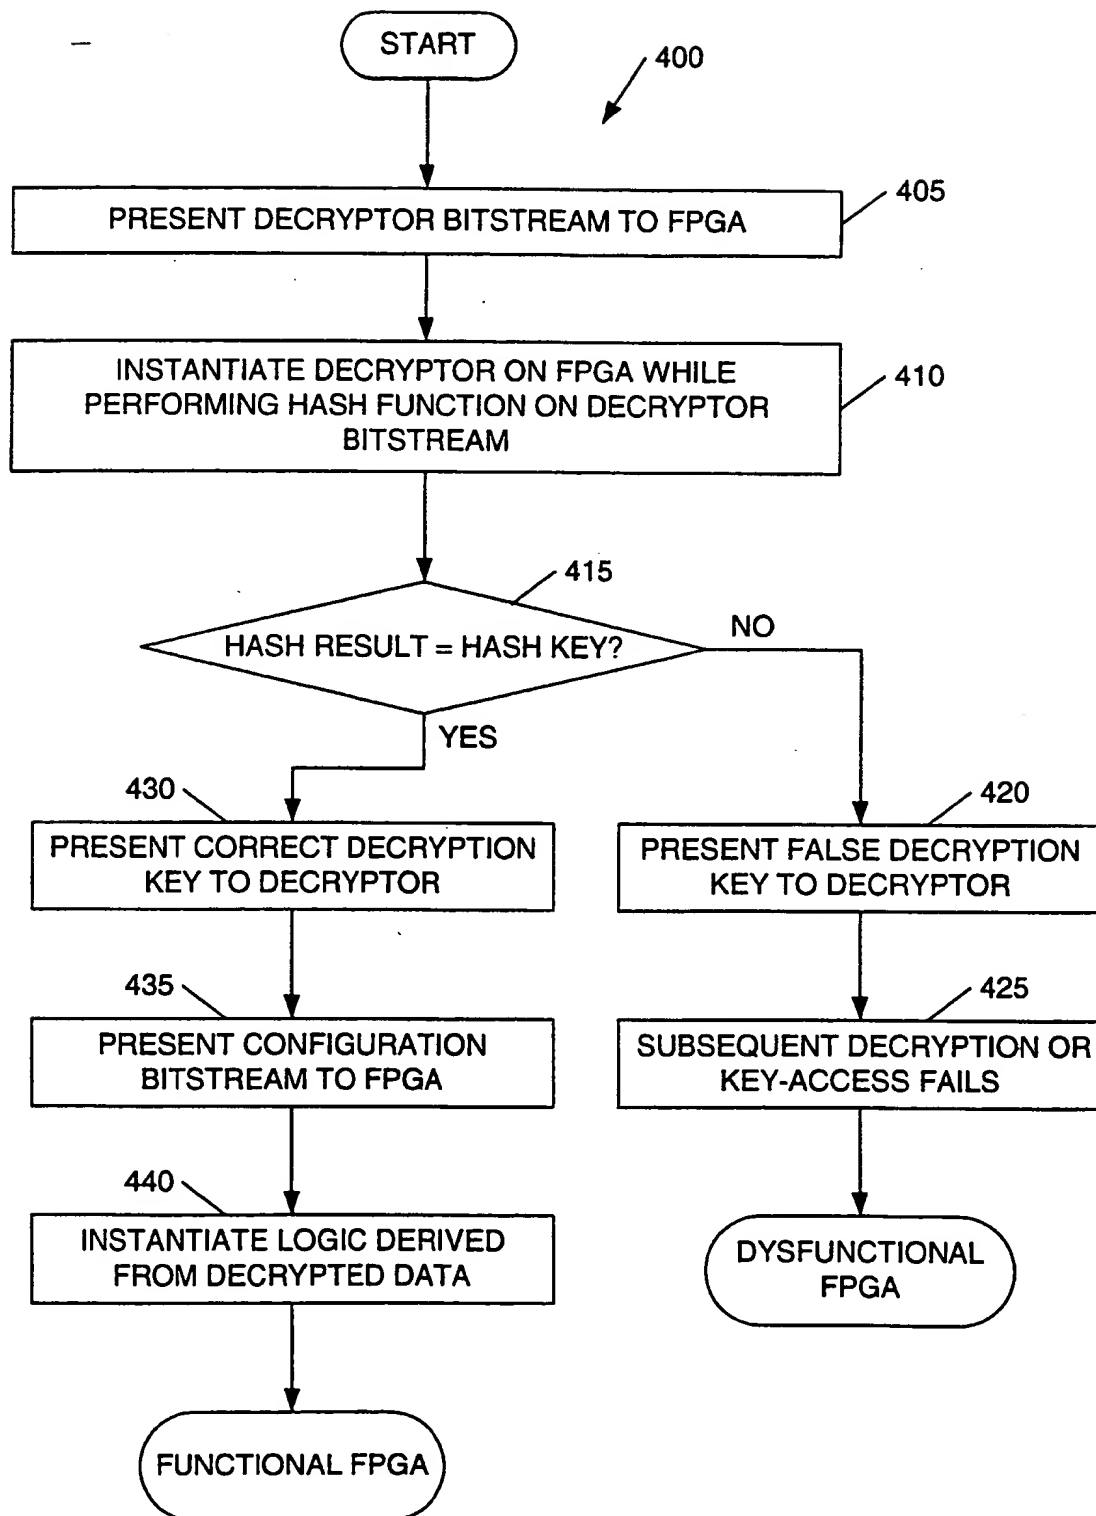 START
400
PRESENT DECRYPTOR BITSTREAM TO FPGA
405
INSTANTIATE DECRYPTOR ON FPGA WHILE
PERFORMING HASH FUNCTION ON DECRYPTOR
BITSTREAM
410
415
HASH RESULT = HASH KEY?
NO
YES
430
PRESENT CORRECT DECRYPTION
KEY TO DECRYPTOR
420
PRESENT FALSE DECRYPTION
KEY TO DECRYPTOR
435
PRESENT CONFIGURATION
BITSTREAM TO FPGA
425
SUBSEQUENT DECRYPTION OR
KEY-ACCESS FAILS
440
INSTANTIATE LOGIC DERIVED
FROM DECRYPTED DATA
DYSFUNCTIONAL
FPGA
FUNCTIONAL FPGA